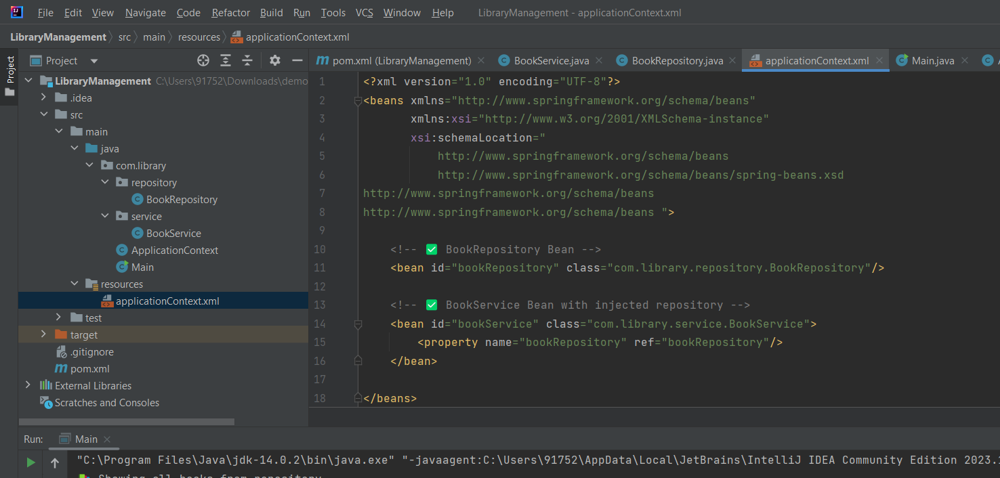 File Edit View Navigate Code Refactor Build Run Tools VCS Window Help LibraryManagement - applicationContext.xml
LibraryManagement src main resources applicationContext.xml
Project
Project
LibraryManagement C:\Users\91752\Downloads\demo
.idea
src
main
java
com.library
repository
BookRepository
service
BookService
ApplicationContext
Main
resources
applicationContext.xml
test
target
.gitignore
pom.xml
External Libraries
Scratches and Consoles
pom.xml (LibraryManagement) BookService.java BookRepository.java applicationContext.xml Main.java
1 <?xml version="1.0" encoding="UTF-8"?>
2 <beans xmlns="http://www.springframework.org/schema/beans"
3 xmlns:xsi="http://www.w3.org/2001/XMLSchema-instance"
4 xsi:schemaLocation="
5 http://www.springframework.org/schema/beans
6 http://www.springframework.org/schema/beans/spring-beans.xsd
7 http://www.springframework.org/schema/beans
8 http://www.springframework.org/schema/beans ">
9
10 <!-- ✅ BookRepository Bean -->
11 <bean id="bookRepository" class="com.library.repository.BookRepository"/>
12
13 <!-- ✅ BookService Bean with injected repository -->
14 <bean id="bookService" class="com.library.service.BookService">
15 <property name="bookRepository" ref="bookRepository"/>
16 </bean>
17
18 </beans>
Run: Main
"C:\Program Files\Java\jdk-14.0.2\bin\java.exe" "-javaagent:C:\Users\91752\AppData\Local\JetBrains\IntelliJ IDEA Community Edition 2023.
Showing all books from repository